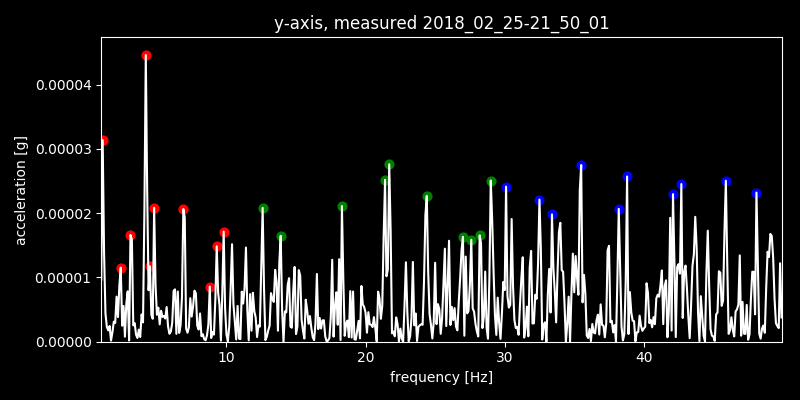 y-axis, measured 2018_02_25-21_50_01
0.00004
0.00003
0.00002
0.00001
0.00000
acceleration [g]
10 20 30 40
frequency [Hz]